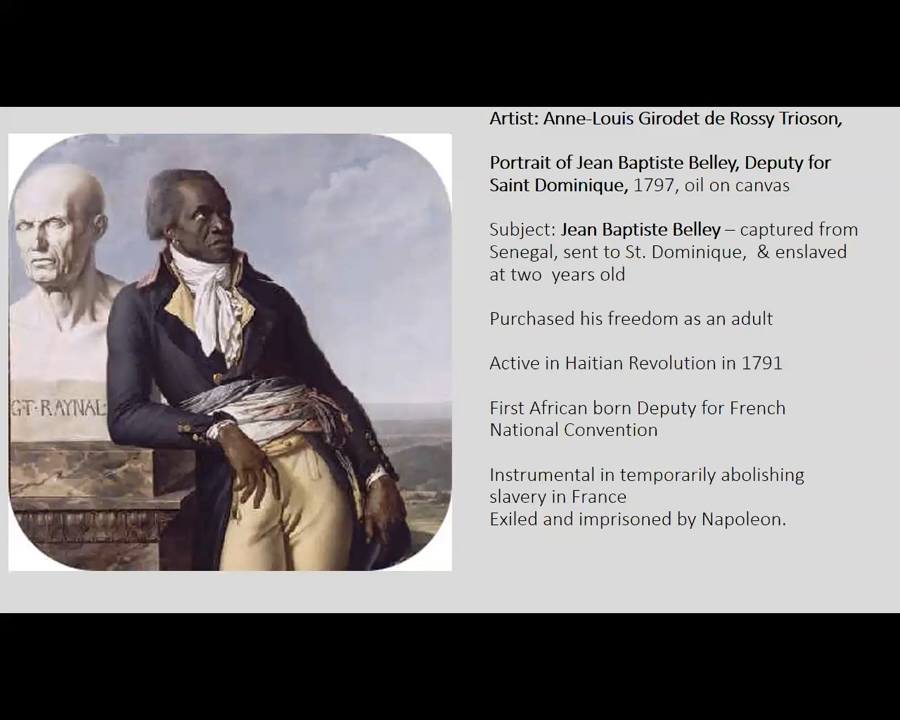 Artist: Anne-Louis Girodet de Rossy Trioson,
Portrait of Jean Baptiste Belley, Deputy for
Saint Dominique, 1797, oil on canvas
Subject: Jean Baptiste Belley – captured from
Senegal, sent to St. Dominique,  & enslaved
at two  years old
Purchased his freedom as an adult
Active in Haitian Revolution in 1791
First African born Deputy for French
National Convention
Instrumental in temporarily abolishing
slavery in France
Exiled and imprisoned by Napoleon.
G·T·RAYNAL